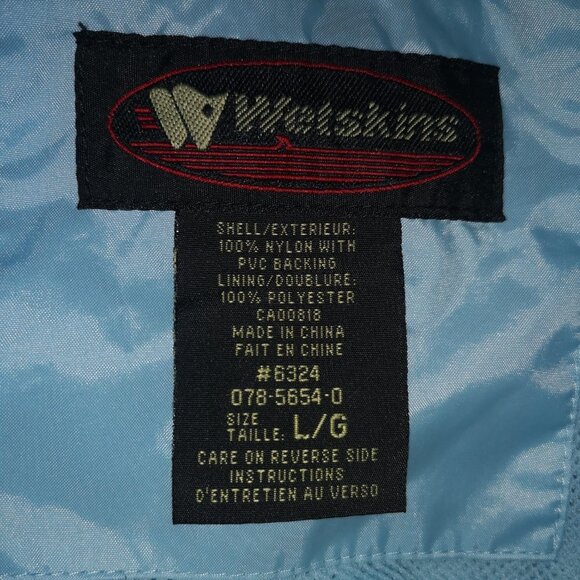 Wetskins
SHELL/EXTERIEUR:
100% NYLON WITH
PVC BACKING
LINING/DOUBLURE:
100% POLYESTER
CA00818
MADE IN CHINA
FAIT EN CHINE
#6324
078-5654-0
SIZE
TAILLE: L/G
CARE ON REVERSE SIDE
INSTRUCTIONS
D'ENTRETIEN AU VERSO